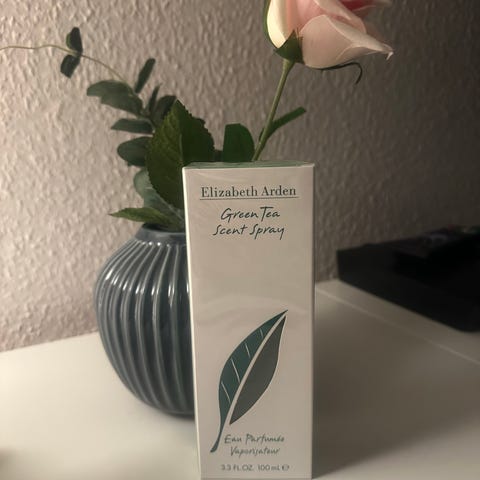 Elizabeth Arden
Green Tea
Scent Spray
Eau Parfumée
Vaporisateur
3.3 FL.OZ. 100 ml ℮